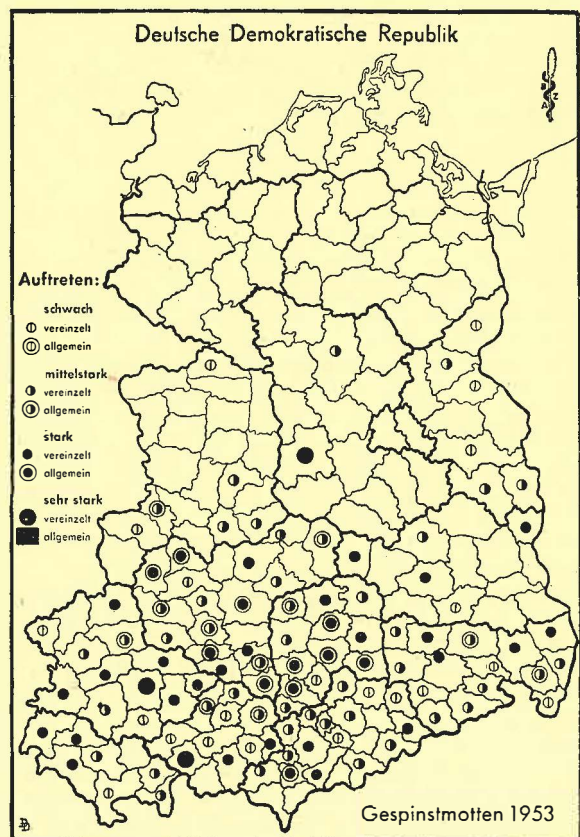 Deutsche Demokratische Republik
Auftreten:
schwach
vereinzelt
allgemein
mittelstark
vereinzelt
allgemein
stark
vereinzelt
allgemein
sehr stark
vereinzelt
allgemein
Gespinstmotten 1953